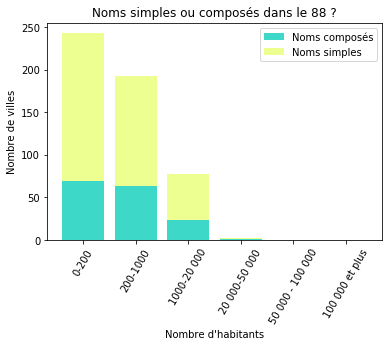 Noms simples ou composés dans le 88 ?
Noms composés
Noms simples
Nombre de villes
250
200
150
100
50
0
0-200
200-1000
1000-20 000
20 000-50 000
50 000 - 100 000
100 000 et plus
Nombre d'habitants